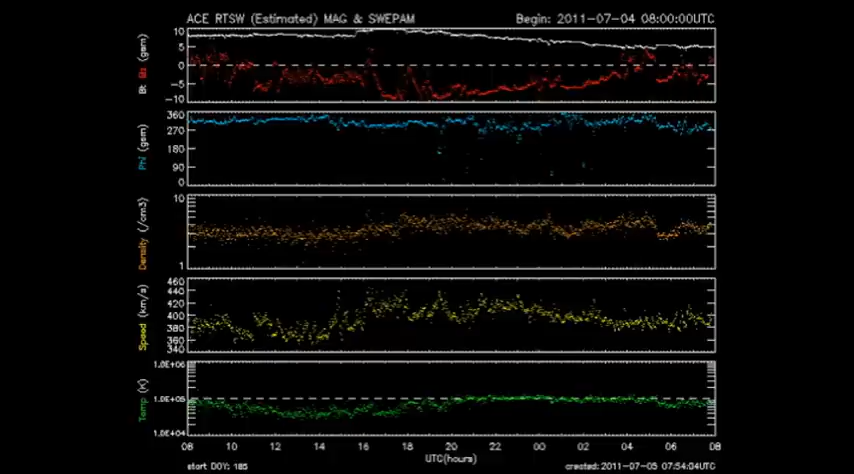 ACE RTSW (Estimated) MAG & SWEPAM Begin: 2011-07-04 08:00:00UTC
Bt Bz (gsm)
10
5
0
-5
-10
Phi (gsm)
360
270
180
90
0
Density (/cm3)
10
1
Speed (km/s)
460
440
420
400
380
360
340
Temp (K)
1.0E+06
1.0E+05
1.0E+04
08 10 12 14 16 18 20 22 00 02 04 06 08
UTC(hours)
start DOY: 185 created: 2011-07-05 07:54:04UTC